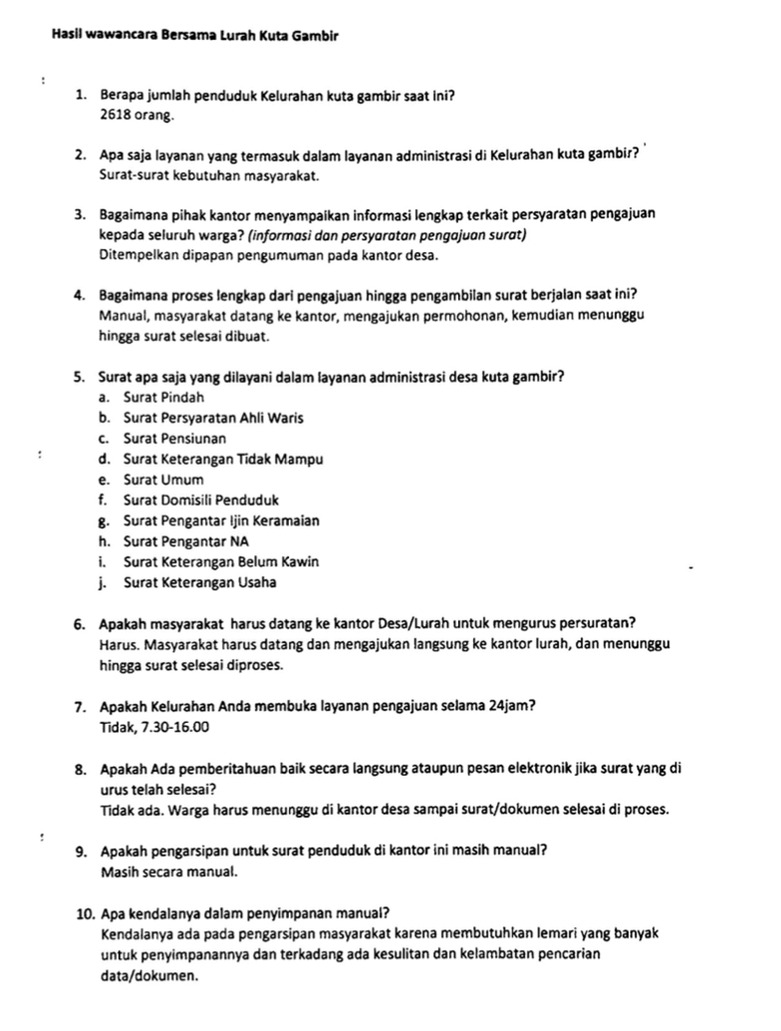 Hasil wawancara Bersama Lurah Kuta Gambir
1. Berapa jumlah penduduk Kelurahan kuta gambir saat ini?
2618 orang.
2. Apa saja layanan yang termasuk dalam layanan administrasi di Kelurahan kuta gambir?
Surat-surat kebutuhan masyarakat.
3. Bagaimana pihak kantor menyampaikan informasi lengkap terkait persyaratan pengajuan
kepada seluruh warga? (informasi dan persyaratan pengajuan surat)
Ditempelkan dipapan pengumuman pada kantor desa.
4. Bagaimana proses lengkap dari pengajuan hingga pengambilan surat berjalan saat ini?
Manual, masyarakat datang ke kantor, mengajukan permohonan, kemudian menunggu
hingga surat selesai dibuat.
5. Surat apa saja yang dilayani dalam layanan administrasi desa kuta gambir?
a. Surat Pindah
b. Surat Persyaratan Ahli Waris
c. Surat Pensiunan
d. Surat Keterangan Tidak Mampu
e. Surat Umum
f. Surat Domisili Penduduk
g. Surat Pengantar Ijin Keramaian
h. Surat Pengantar NA
i. Surat Keterangan Belum Kawin
j. Surat Keterangan Usaha
6. Apakah masyarakat harus datang ke kantor Desa/Lurah untuk mengurus persuratan?
Harus. Masyarakat harus datang dan mengajukan langsung ke kantor lurah, dan menunggu
hingga surat selesai diproses.
7. Apakah Kelurahan Anda membuka layanan pengajuan selama 24jam?
Tidak, 7.30-16.00
8. Apakah Ada pemberitahuan baik secara langsung ataupun pesan elektronik jika surat yang di
urus telah selesai?
Tidak ada. Warga harus menunggu di kantor desa sampai surat/dokumen selesai di proses.
9. Apakah pengarsipan untuk surat penduduk di kantor ini masih manual?
Masih secara manual.
10. Apa kendalanya dalam penyimpanan manual?
Kendalanya ada pada pengarsipan masyarakat karena membutuhkan lemari yang banyak
untuk penyimpanannya dan terkadang ada kesulitan dan kelambatan pencarian
data/dokumen.